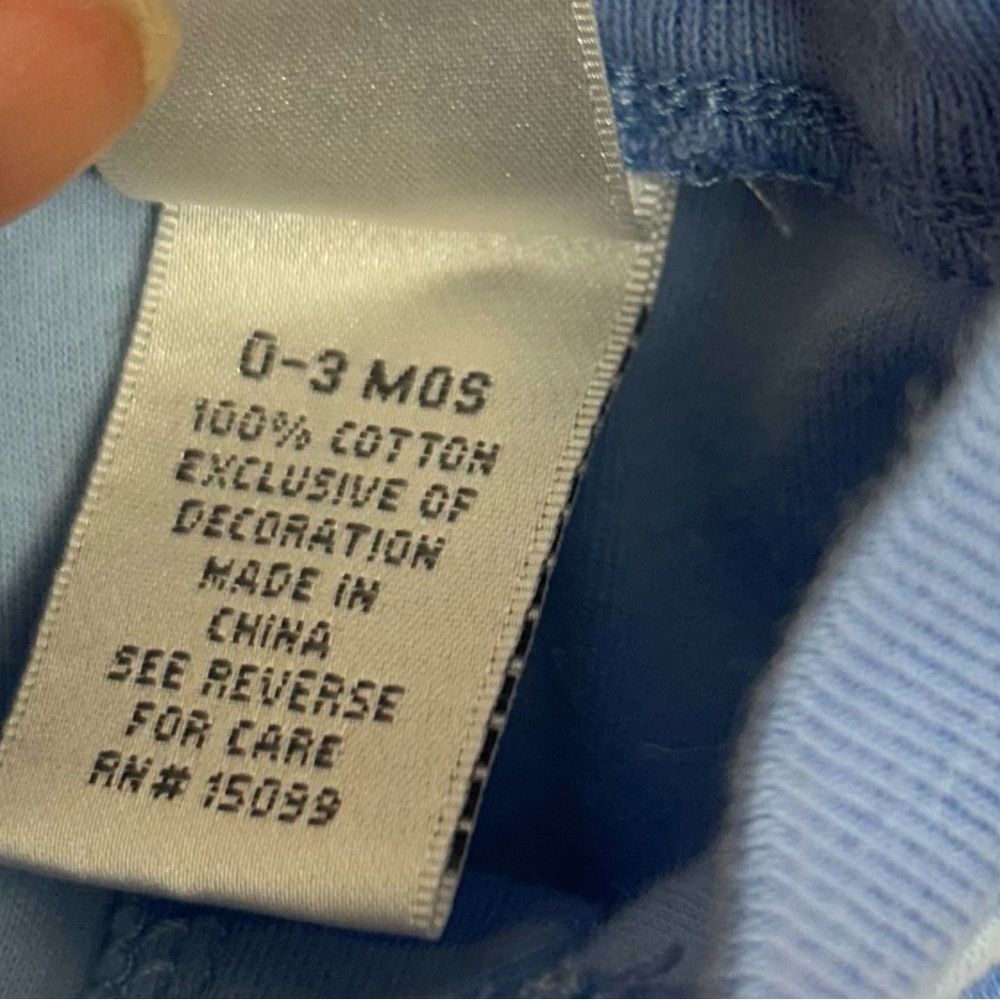 0-3 MOS
100% COTTON
EXCLUSIVE OF
DECORATION
MADE IN
CHINA
SEE REVERSE
FOR CARE
RN# 15099